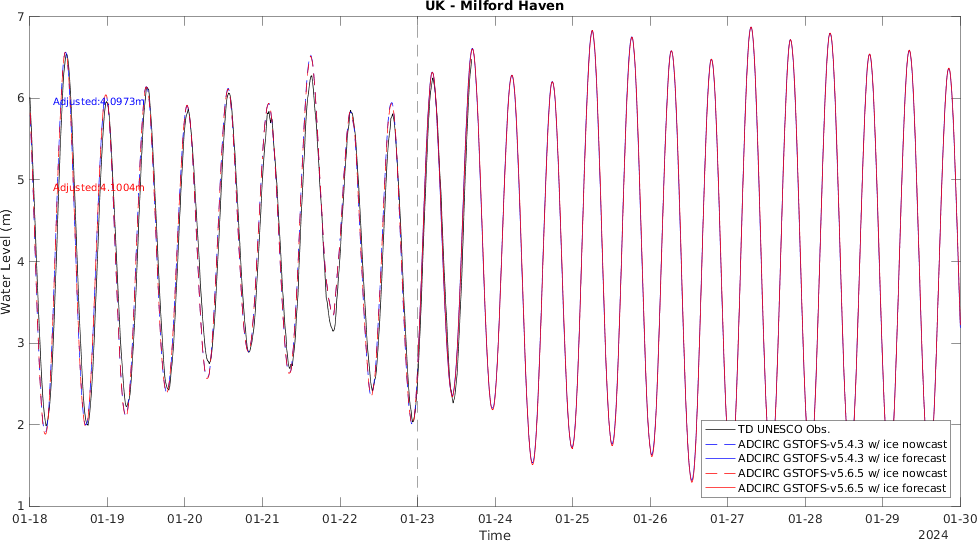 UK - Milford Haven
7
6
5
4
3
2
1
Water Level (m)
Adjusted:4.0973m
Adjusted:4.1004m
TD UNESCO Obs.
ADCIRC GSTOFS-v5.4.3 w/ ice nowcast
ADCIRC GSTOFS-v5.4.3 w/ ice forecast
ADCIRC GSTOFS-v5.6.5 w/ ice nowcast
ADCIRC GSTOFS-v5.6.5 w/ ice forecast
01-18 01-19 01-20 01-21 01-22 01-23 01-24 01-25 01-26 01-27 01-28 01-29 01-30
Time
2024